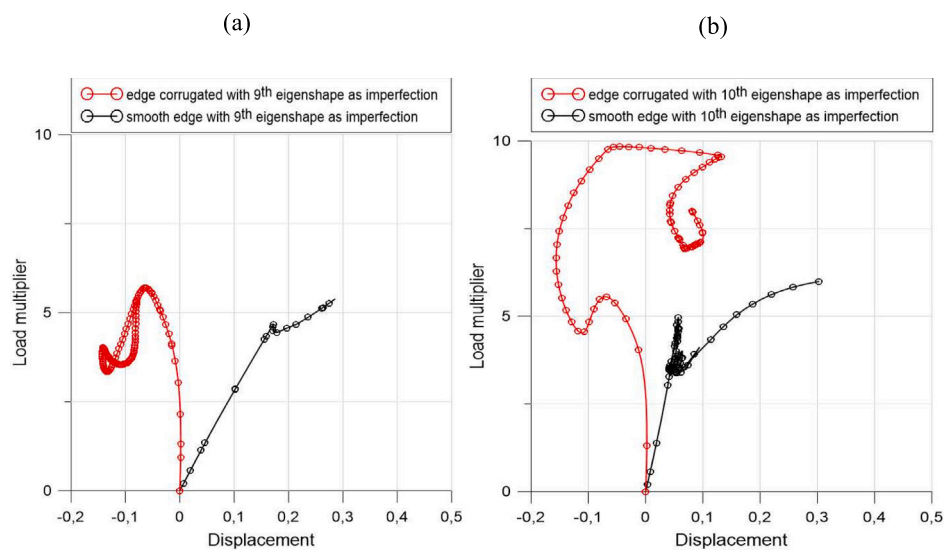 (a)
(b)
edge corrugated with 9th eigenshape as imperfection
smooth edge with 9th eigenshape as imperfection
edge corrugated with 10th eigenshape as imperfection
smooth edge with 10th eigenshape as imperfection
10
5
0
Load multiplier
-0,2 -0,1 0 0,1 0,2 0,3 0,4 0,5
Displacement
10
5
0
Load multiplier
-0,2 -0,1 0 0,1 0,2 0,3 0,4 0,5
Displacement